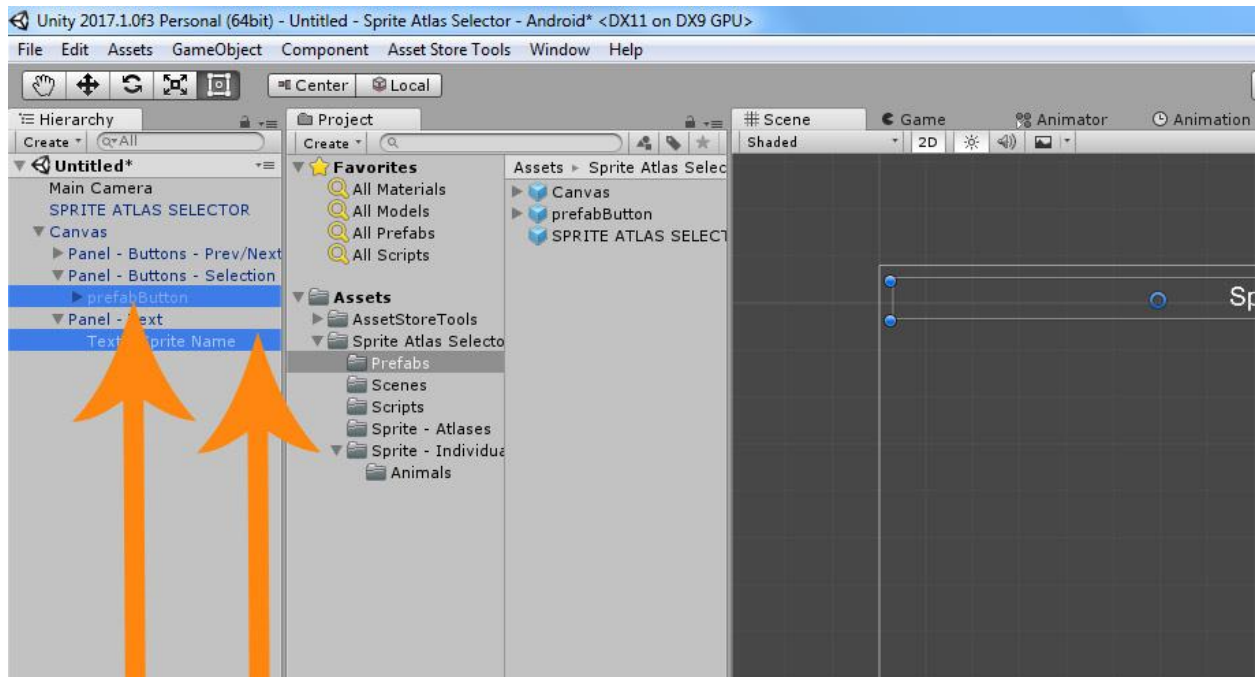 Unity 2017.1.0f3 Personal (64bit) - Untitled - Sprite Atlas Selector - Android* <DX11 on DX9 GPU>
File Edit Assets GameObject Component Asset Store Tools Window Help
Center Local
Hierarchy
Create All
Untitled*
Main Camera
SPRITE ATLAS SELECTOR
Canvas
Panel - Buttons - Prev/Next
Panel - Buttons - Selection
prefabButton
Panel -
Sprite Name
Project
Create
Favorites
All Materials
All Models
All Prefabs
All Scripts
Assets
AssetStoreTools
Sprite Atlas Selecto
Prefabs
Scenes
Scripts
Sprite - Atlases
Sprite - Individua
Animals
Assets Sprite Atlas Selec
Canvas
prefabButton
SPRITE ATLAS SELECT
Scene Game Animator Animation
Shaded 2D
Sp